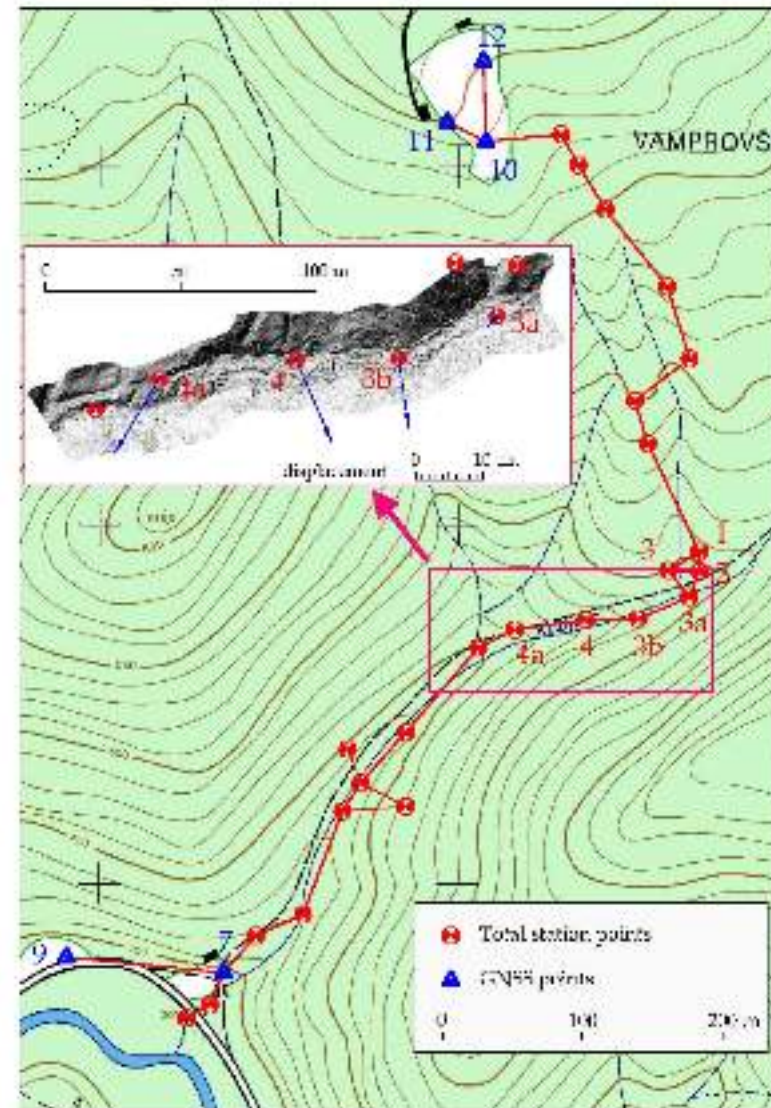 12
11
10
VAMPROVS
0
100 m
3a
4a
4
3b
displacement
0
10 m
1
3
3a
4a
4
3b
9
7
Total station points
GNSS points
0
100
200 m